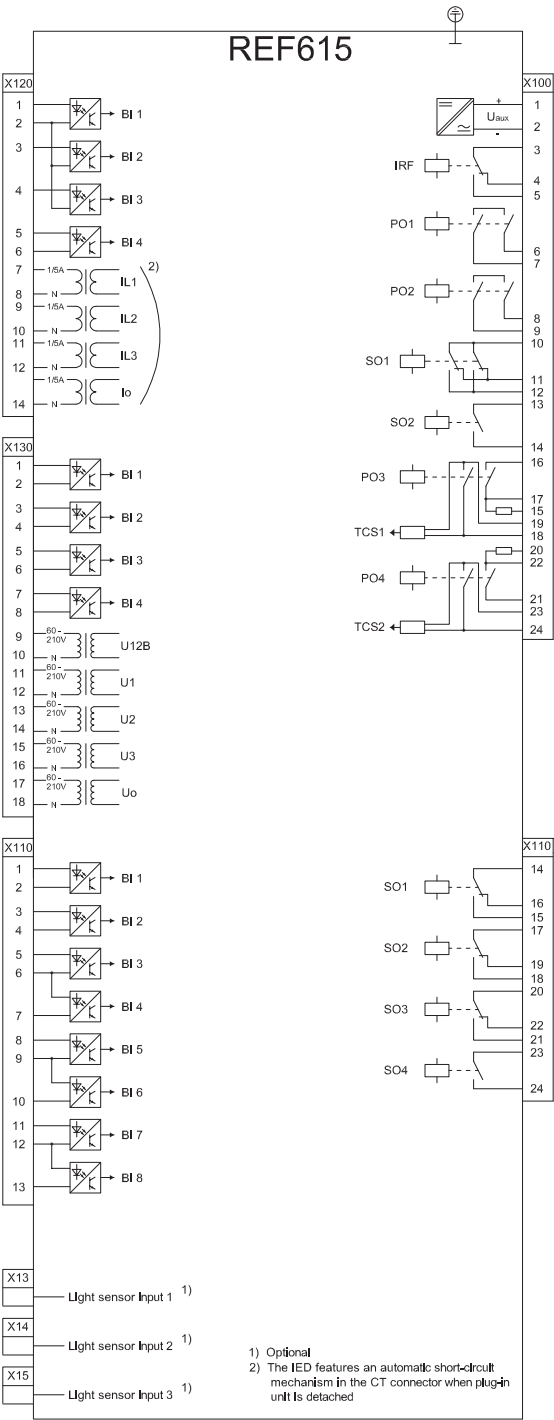 REF615
X120
1
2
BI 1
3
BI 2
4
BI 3
5
6
BI 4
7
1/5A
8
N
IL1
2)
9
1/5A
10
N
IL2
11
1/5A
12
N
IL3
1/5A
14
N
Io
X130
1
2
BI 1
3
4
BI 2
5
6
BI 3
7
8
BI 4
9
60 -
210V
10
N
U12B
11
60 -
210V
12
N
U1
13
60 -
210V
14
N
U2
15
60 -
210V
16
N
U3
17
60 -
210V
18
N
Uo
X110
1
2
BI 1
3
4
BI 2
5
6
BI 3
7
BI 4
8
9
BI 5
10
BI 6
11
12
BI 7
13
BI 8
X13
Light sensor input 1 1)
X14
Light sensor input 2 1)
X15
Light sensor input 3 1)
X100
+
Uaux
-
1
2
IRF
3
4
5
PO1
6
7
PO2
8
9
SO1
10
11
12
SO2
13
14
PO3
16
17
15
19
TCS1
18
20
22
PO4
21
23
TCS2
24
X110
14
SO1
16
15
17
SO2
19
18
20
SO3
22
21
23
SO4
24
1) Optional
2) The IED features an automatic short-circuit
mechanism in the CT connector when plug-in
unit is detached